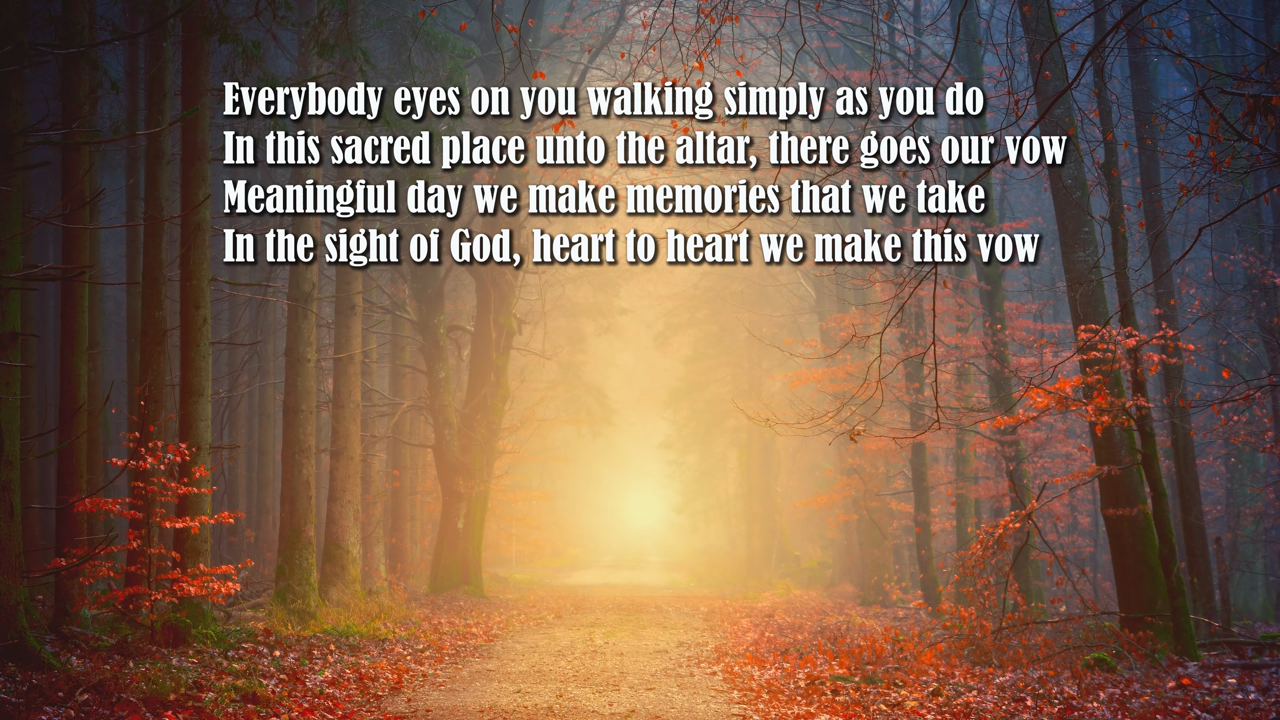 Everybody eyes on you walking simply as you do
In this sacred place unto the altar, there goes our vow
Meaningful day we make memories that we take
In the sight of God, heart to heart we make this vow